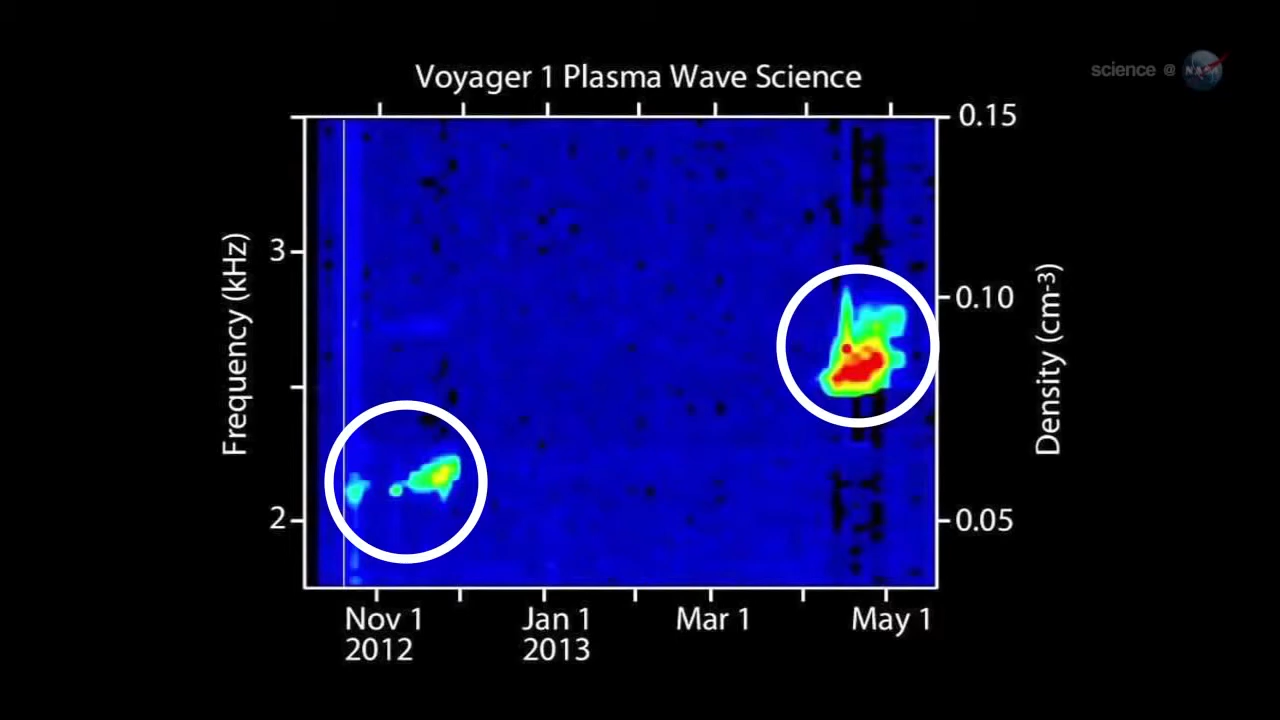 science @ NASA
Voyager 1 Plasma Wave Science
0.15
3
0.10
Frequency (kHz)
Density (cm-3)
2
0.05
Nov 1 Jan 1 Mar 1 May 1
2012 2013